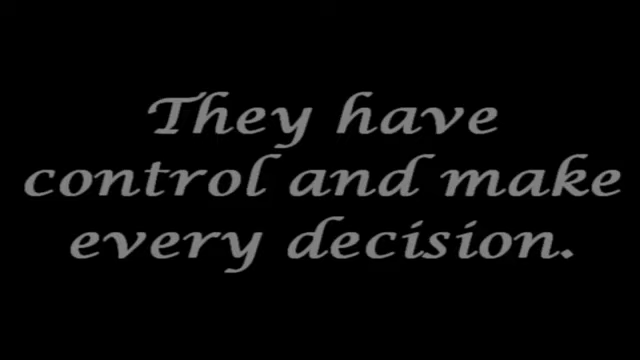 They have
control and make
every decision.